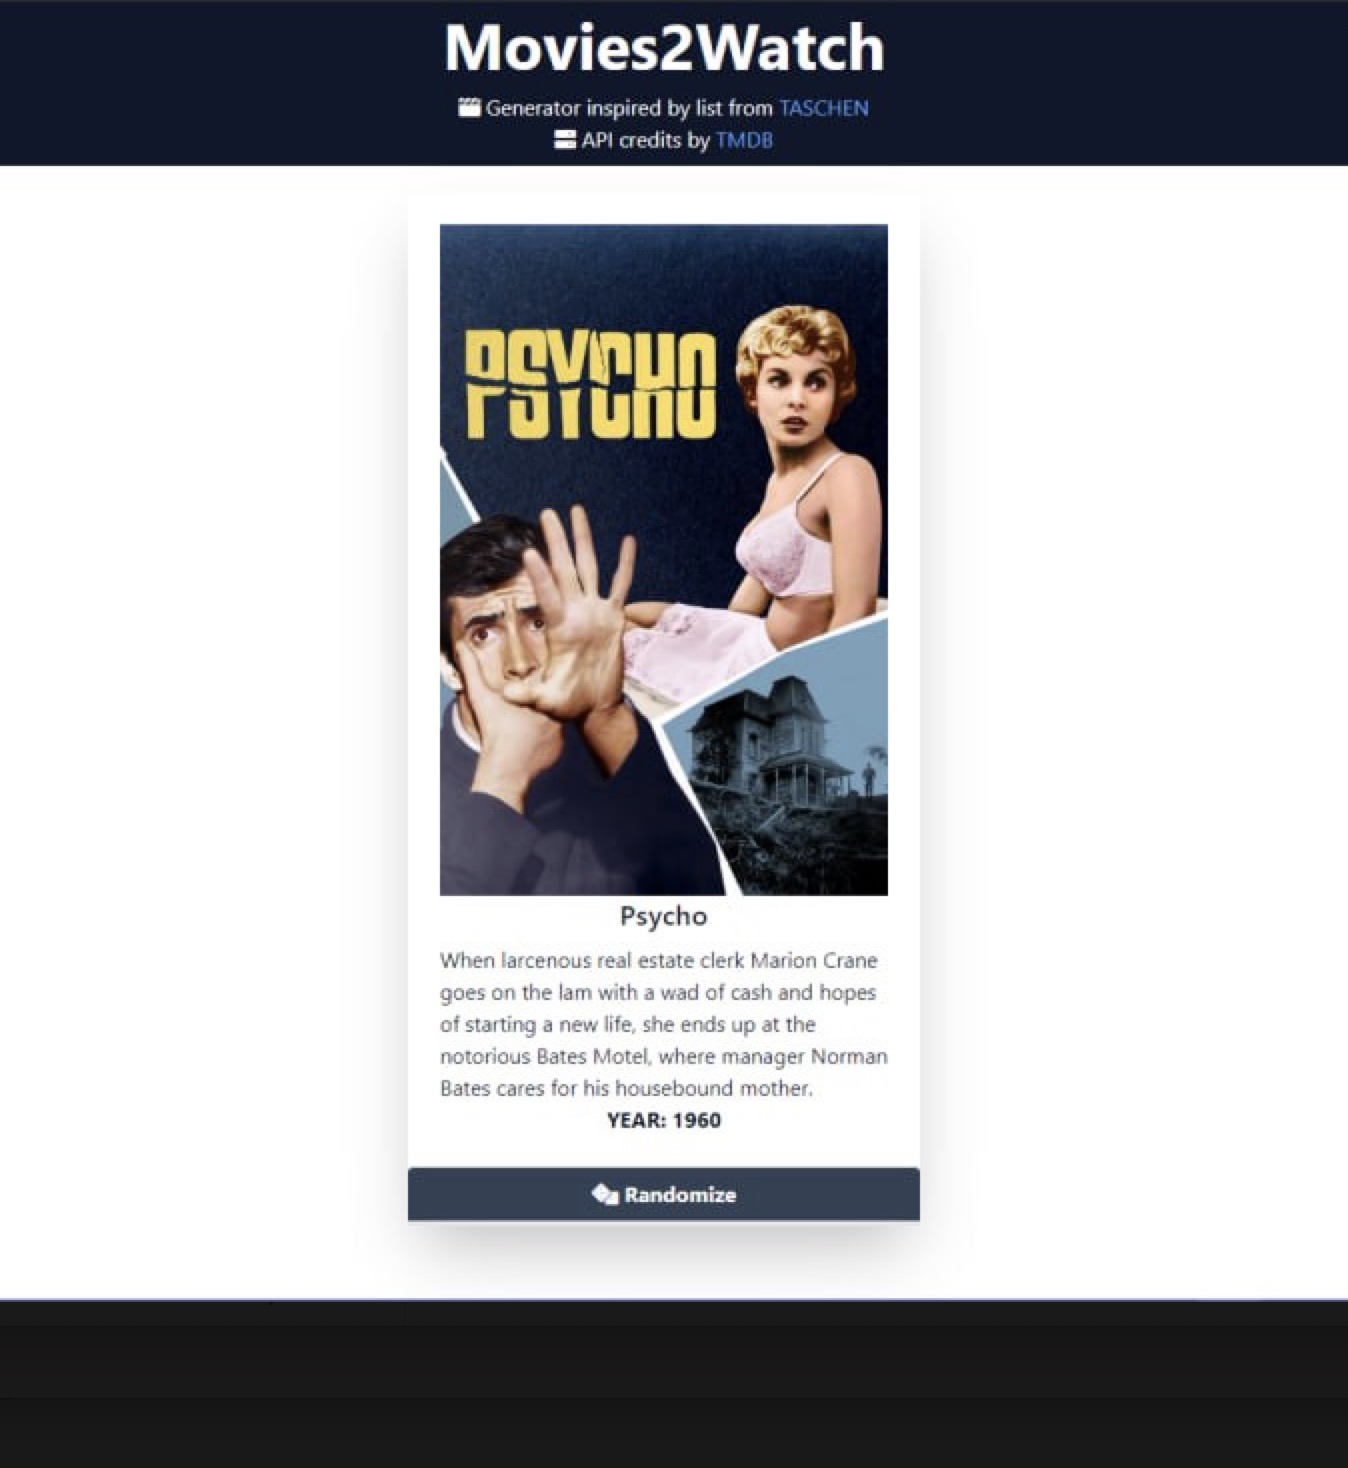 Movies2Watch
Generator inspired by list from TASCHEN
API credits by TMDB
PSYCHO
Psycho
When larcenous real estate clerk Marion Crane
goes on the lam with a wad of cash and hopes
of starting a new life, she ends up at the
notorious Bates Motel, where manager Norman
Bates cares for his housebound mother.
YEAR: 1960
Randomize